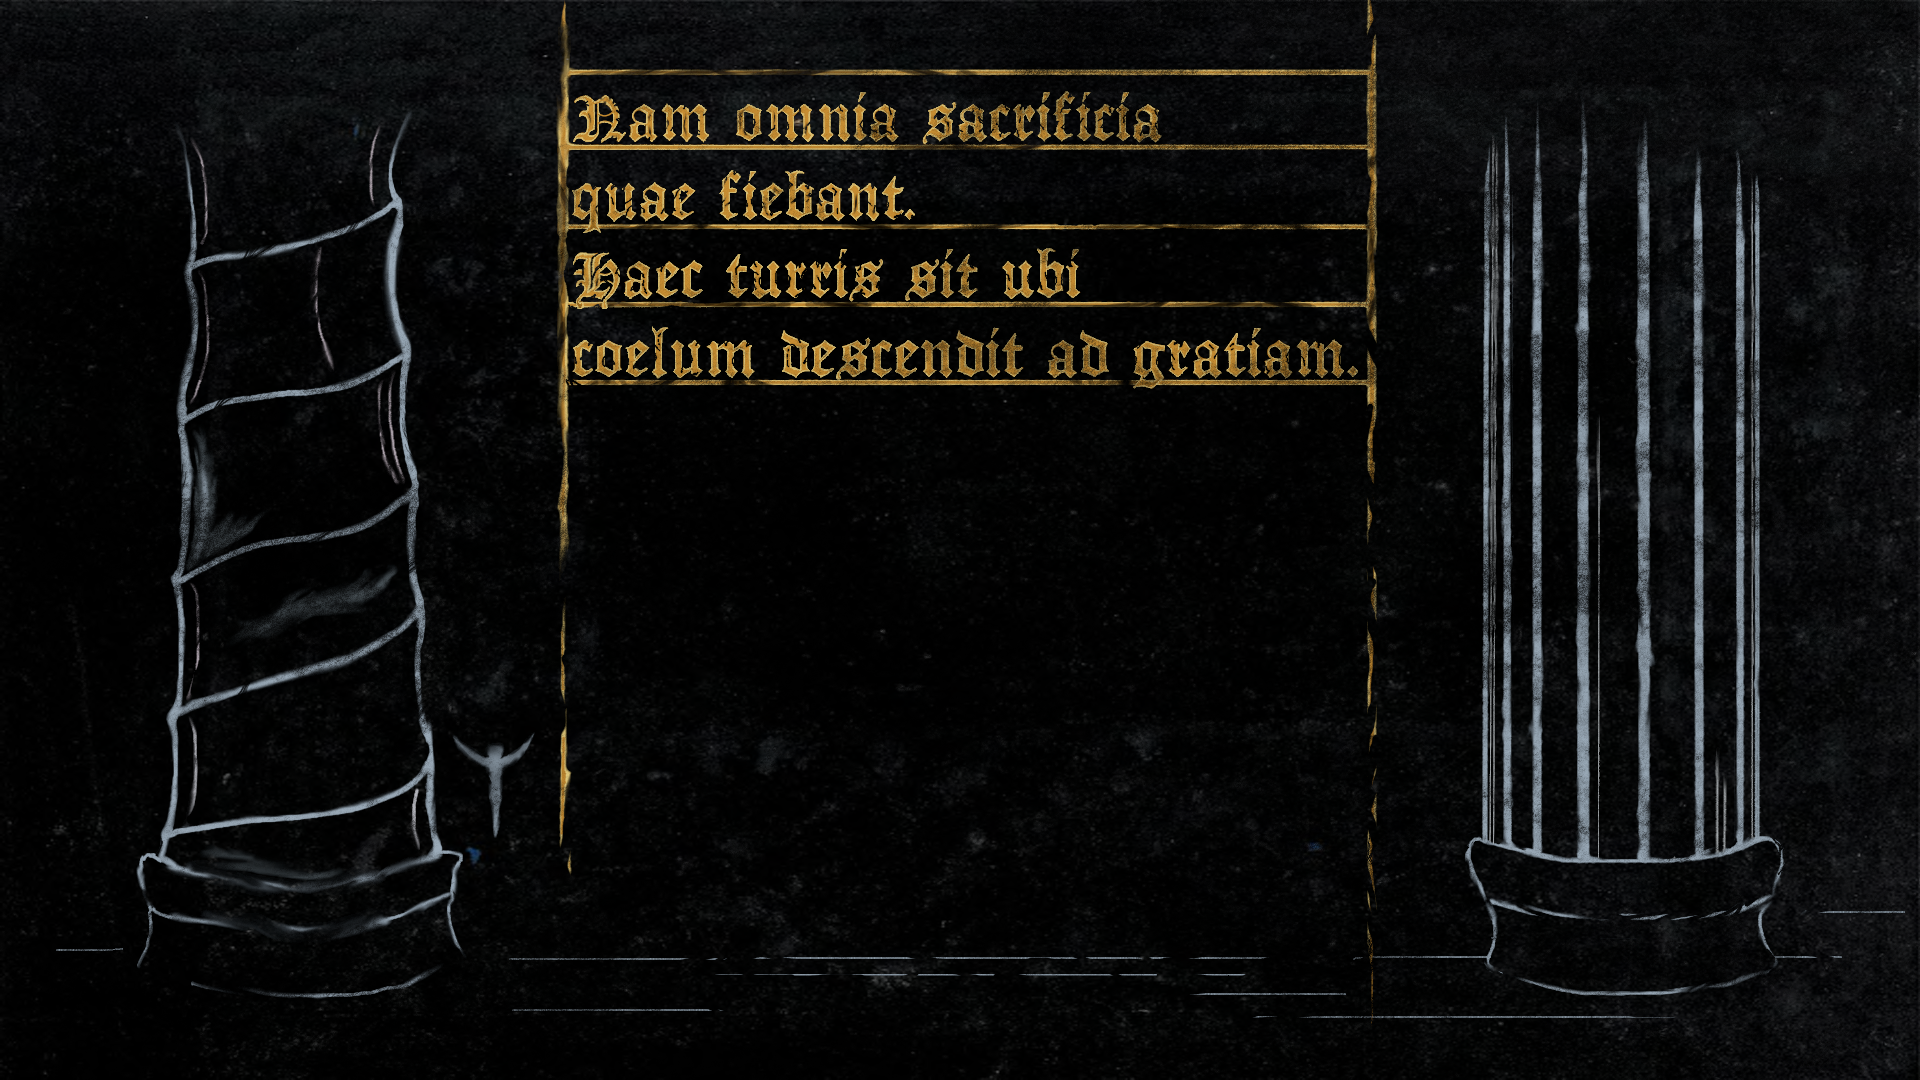 Nam omnia sacrificia
quae fiebant.
Haec turris sit ubi
coelum descendit ad gratiam.